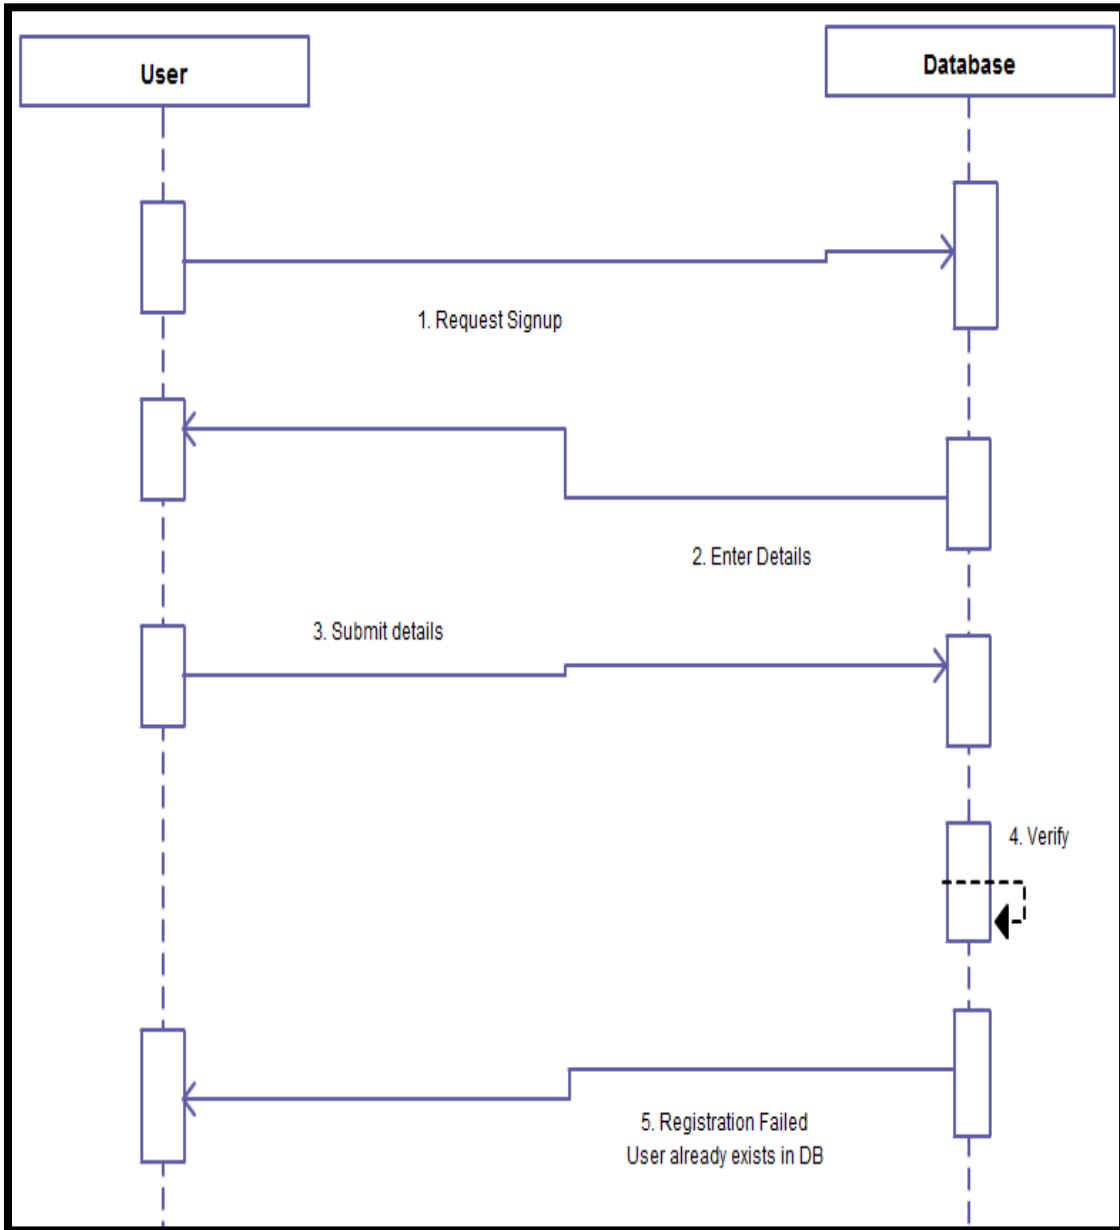 User
Database
1. Request Signup
2. Enter Details
3. Submit details
4. Verify
5. Registration Failed
User already exists in DB